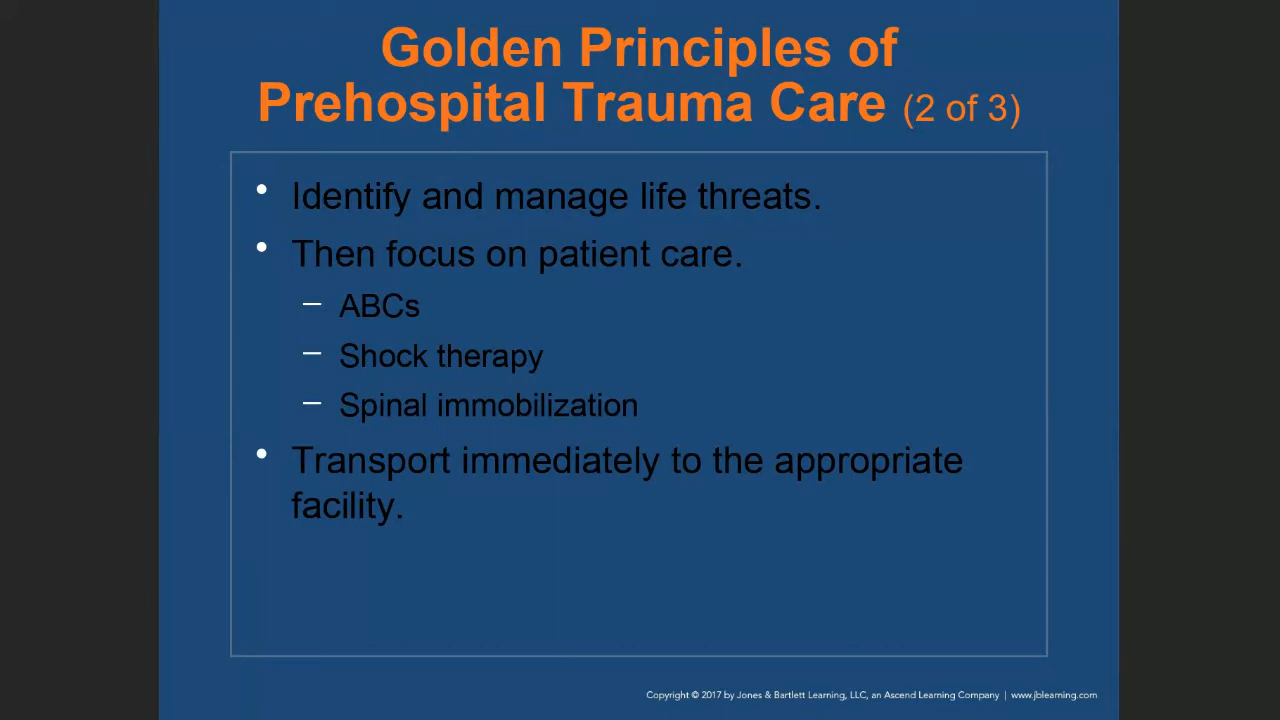 Golden Principles of
Prehospital Trauma Care (2 of 3)
• Identify and manage life threats.
• Then focus on patient care.
– ABCs
– Shock therapy
– Spinal immobilization
• Transport immediately to the appropriate
facility.
Copyright © 2017 by Jones & Bartlett Learning, LLC, an Ascend Learning Company | www.jblearning.com